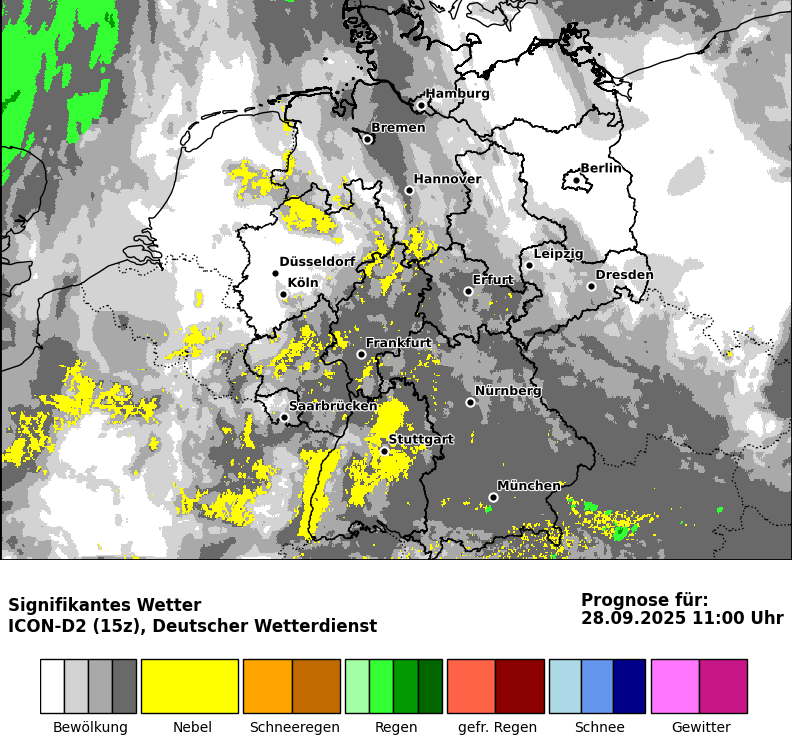 Hamburg
Bremen
Berlin
Hannover
Leipzig
Düsseldorf
Dresden
Köln
Erfurt
Frankfurt
Nürnberg
Saarbrücken
Stuttgart
München
Signifikantes Wetter
ICON-D2 (15z), Deutscher Wetterdienst
Prognose für:
28.09.2025 11:00 Uhr
Bewölkung Nebel Schneeregen Regen gefr. Regen Schnee Gewitter